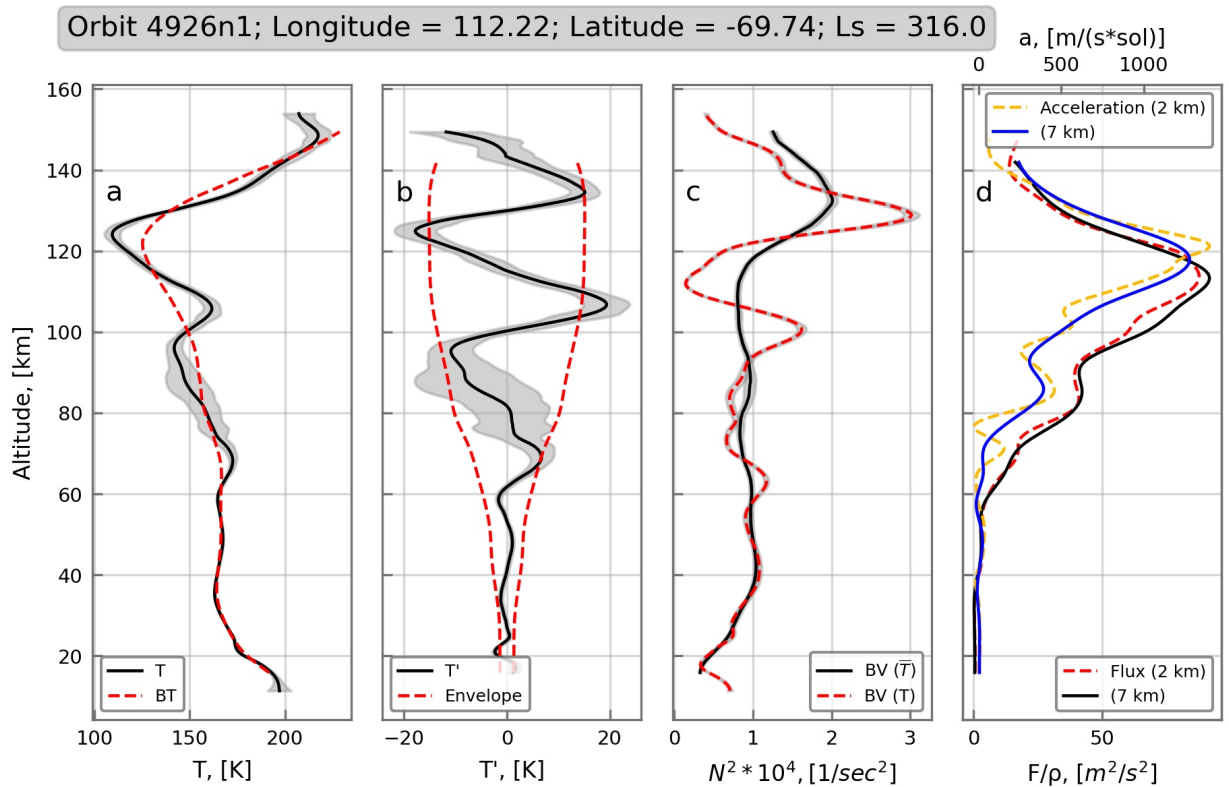 Orbit 4926n1; Longitude = 112.22; Latitude = -69.74; Ls = 316.0
a, [m/(s*sol)]
0 500 1000
160
140
120
100
80
60
40
20
Altitude, [km]
a
T
BT
100 150 200
T, [K]
b
T'
Envelope
−20 0 20
T', [K]
c
BV (T̅)
BV (T)
0 1 2 3
N² * 10⁴, [1/sec²]
Acceleration (2 km)
(7 km)
d
Flux (2 km)
(7 km)
0 50
F/ρ, [m²/s²]